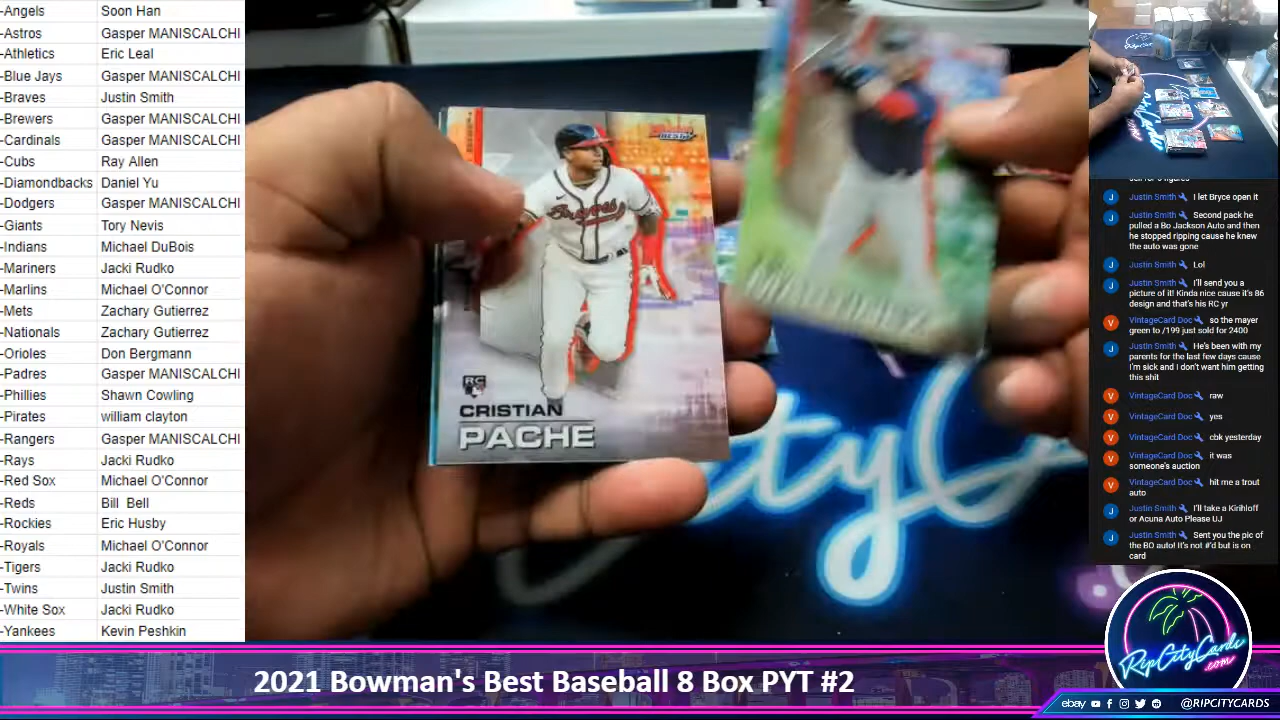 -Angels Soon Han
-Astros Gasper MANISCALCHI
-Athletics Eric Leal
-Blue Jays Gasper MANISCALCHI
-Braves Justin Smith
-Brewers Gasper MANISCALCHI
-Cardinals Gasper MANISCALCHI
-Cubs Ray Allen
-Diamondbacks Daniel Yu
-Dodgers Gasper MANISCALCHI
-Giants Tory Nevis
-Indians Michael DuBois
-Mariners Jacki Rudko
-Marlins Michael O'Connor
-Mets Zachary Gutierrez
-Nationals Zachary Gutierrez
-Orioles Don Bergmann
-Padres Gasper MANISCALCHI
-Phillies Shawn Cowling
-Pirates william clayton
-Rangers Gasper MANISCALCHI
-Rays Jacki Rudko
-Red Sox Michael O'Connor
-Reds Bill Bell
-Rockies Eric Husby
-Royals Michael O'Connor
-Tigers Jacki Rudko
-Twins Justin Smith
-White Sox Jacki Rudko
-Yankees Kevin Peshkin
BEST
Braves
RC
CRISTIAN
PACHE
ityC
J Justin Smith I let Bryce open it
J Justin Smith Second pack he
pulled a Bo Jackson Auto and then
he stopped ripping cause he knew
the auto was gone
J Justin Smith Lol
J Justin Smith I'll send you a
picture of it! Kinda nice cause it's 86
design and that's his RC yr
V VintageCard Doc so the mayer
green to /199 just sold for 2400
J Justin Smith He's been with my
parents for the last few days cause
I'm sick and I don't want him getting
this shit
V VintageCard Doc raw
V VintageCard Doc yes
V VintageCard Doc cbk yesterday
V VintageCard Doc it was
someone's auction
V VintageCard Doc hit me a trout
auto
J Justin Smith I'll take a Kirihloff
or Acuna Auto Please UJ
J Justin Smith Sent you the pic of
the BO auto! It's not #'d but is on
card
RipCityCards
.com
2021 Bowman's Best Baseball 8 Box PYT #2
ebay @RIPCITYCARDS